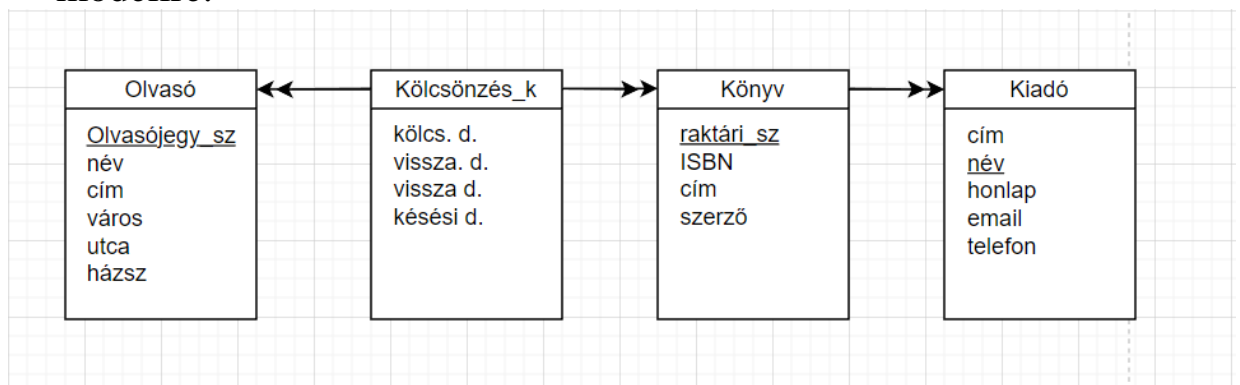 Olvasó
Olvasójegy_sz
név
cím
város
utca
házsz
Kölcsönzés_k
kölcs. d.
vissza. d.
vissza d.
késési d.
Könyv
raktári_sz
ISBN
cím
szerző
Kiadó
cím
név
honlap
email
telefon